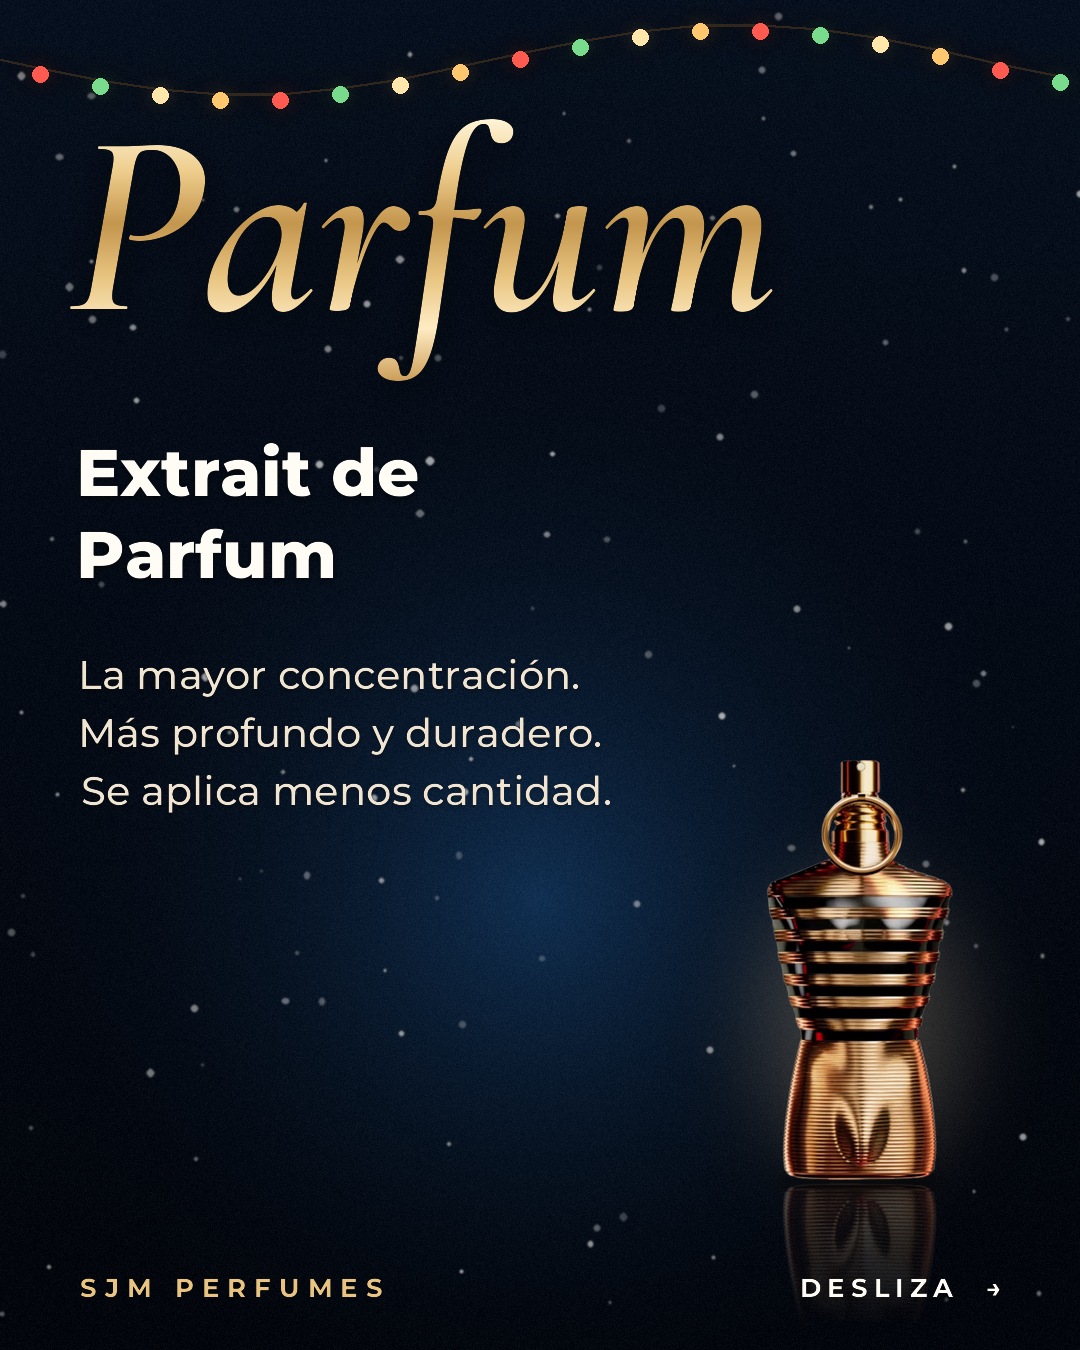 Parfum
Extrait de
Parfum
La mayor concentración.
Más profundo y duradero.
Se aplica menos cantidad.
SJM PERFUMES
DESLIZA →